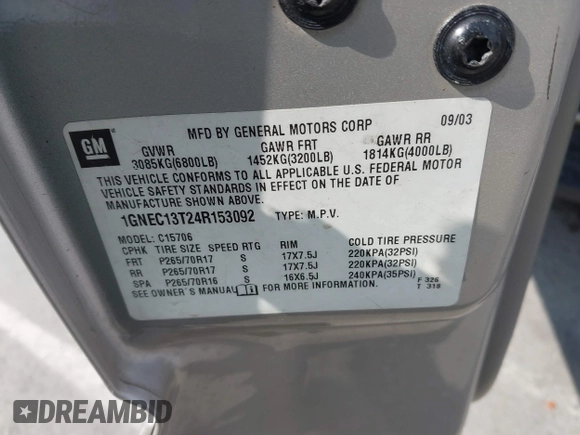 MFD BY GENERAL MOTORS CORP 09/03
GM
GVWR GAWR FRT GAWR RR
3085KG(6800LB) 1452KG(3200LB) 1814KG(4000LB)
THIS VEHICLE CONFORMS TO ALL APPLICABLE U.S. FEDERAL MOTOR
VEHICLE SAFETY STANDARDS IN EFFECT ON THE DATE OF
MANUFACTURE SHOWN ABOVE.
1GNEC13T24R153092 TYPE: M.P.V.
MODEL: C15706
CPHK TIRE SIZE SPEED RTG RIM COLD TIRE PRESSURE
FRT P265/70R17 S 17X7.5J 220KPA(32PSI)
RR P265/70R17 S 17X7.5J 220KPA(32PSI)
SPA P265/70R16 S 16X6.5J 240KPA(35PSI)
SEE OWNER'S MANUAL FOR MORE INFORMATION. F 326
T 318
DREAMBID